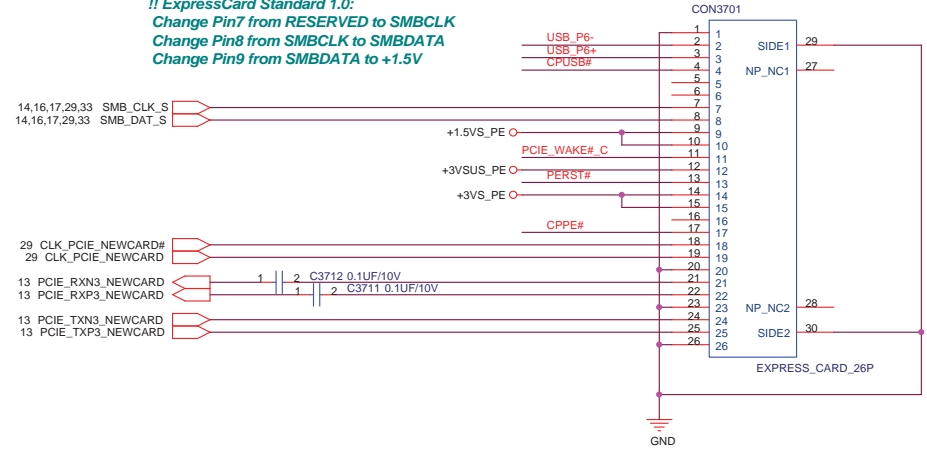 !! ExpressCard Standard 1.0:
Change Pin7 from RESERVED to SMBCLK
Change Pin8 from SMBCLK to SMBDATA
Change Pin9 from SMBDATA to +1.5V
CON3701
1 1
USB_P6- 2 2 SIDE1 29
USB_P6+ 3 3
CPUSB# 4 4 NP_NC1 27
5 5
6 6
14,16,17,29,33 SMB_CLK_S 7 7
14,16,17,29,33 SMB_DAT_S 8 8
+1.5VS_PE 9 9
10 10
PCIE_WAKE#_C 11 11
+3VSUS_PE 12 12
PERST# 13 13
+3VS_PE 14 14
15 15
16 16
CPPE# 17 17
29 CLK_PCIE_NEWCARD# 18 18
29 CLK_PCIE_NEWCARD 19 19
20 20
13 PCIE_RXN3_NEWCARD 1 2 C3712 0.1UF/10V 21 21
13 PCIE_RXP3_NEWCARD 1 2 C3711 0.1UF/10V 22 22
23 23 NP_NC2 28
13 PCIE_TXN3_NEWCARD 24 24
13 PCIE_TXP3_NEWCARD 25 25 SIDE2 30
26 26
EXPRESS_CARD_26P
GND